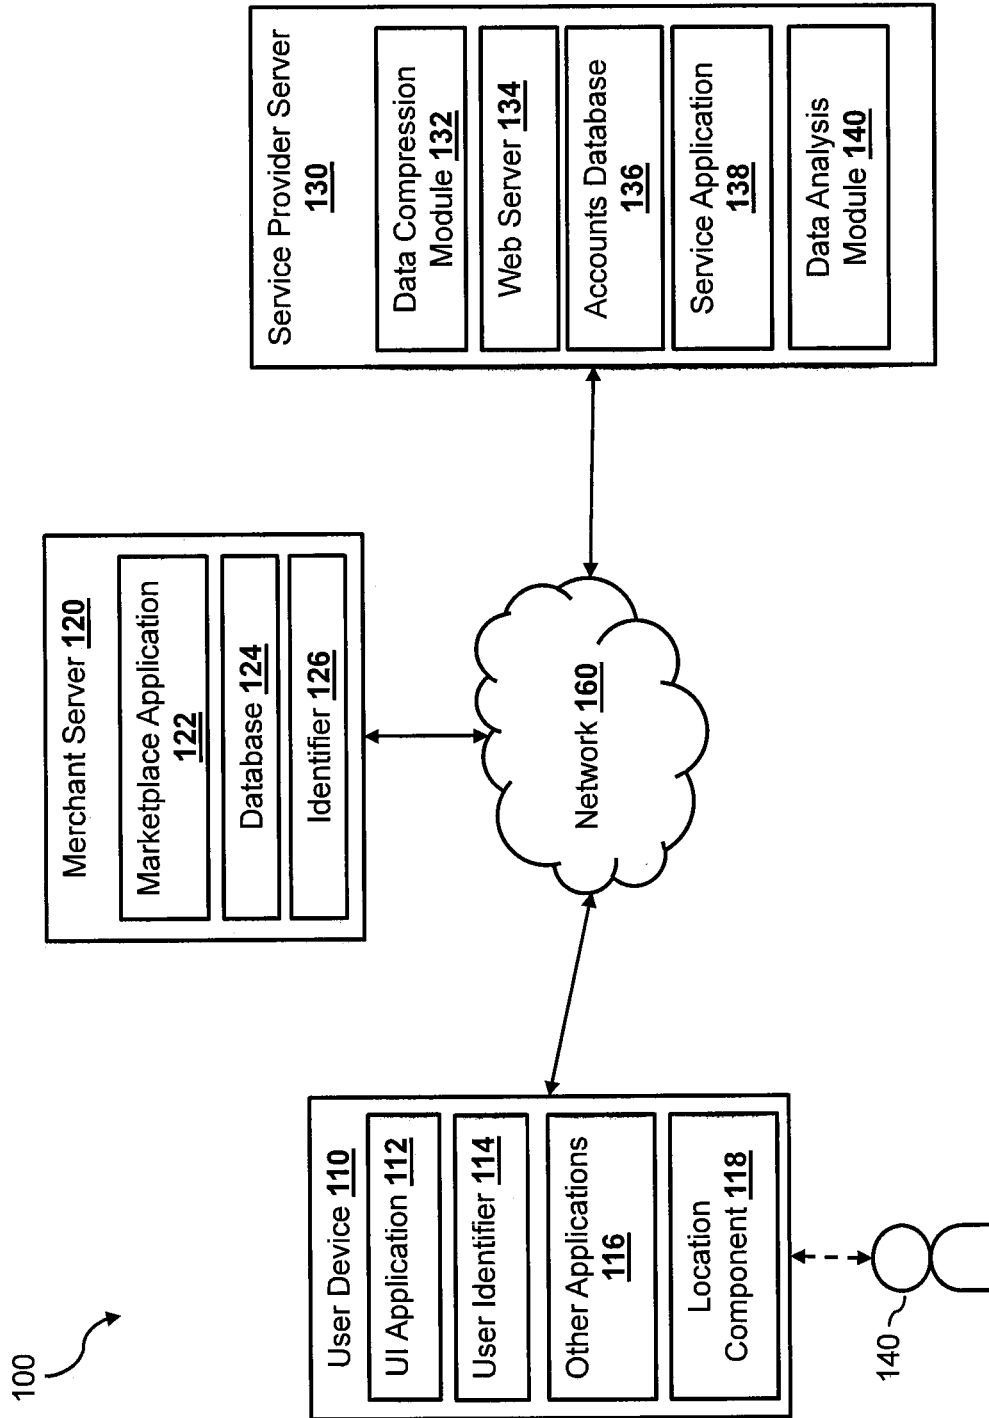 100
User Device 110
UI Application 112
User Identifier 114
Other Applications
116
Location
Component 118
140
Merchant Server 120
Marketplace Application
122
Database 124
Identifier 126
Network 160
Service Provider Server
130
Data Compression
Module 132
Web Server 134
Accounts Database
136
Service Application
138
Data Analysis
Module 140